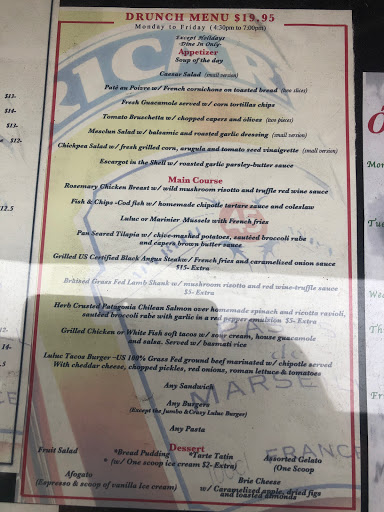 DRUNCH MENU $19.95
Monday to Friday (4:30pm to 7:00pm)
Except Holidays
Dine In Only
Appetizer
Soup of the day
Caesar Salad (small version)
Paté au Poivre w/ French cornichons on toasted bread (two slices)
Fresh Guacamole served w/ corn tortillas chips
Tomato Bruschetta w/ chopped capers and olives (two pieces)
Mesclun Salad w/ balsamic and roasted garlic dressing (small version)
Chickpea Salad w/ fresh grilled corn, arugula and tomato seed vinaigrette (small version)
Escargot in the Shell w/ roasted garlic parsley-butter sauce
Main Course
Rosemary Chicken Breast w/ wild mushroom risotto and truffle red wine sauce
Fish & Chips -Cod fish w/ homemade chipotle tartare sauce and coleslaw
Luluc or Marinier Mussels with French fries
Pan Seared Tilapia w/ chive-mashed potatoes, sautéed broccoli rabe
and capers brown butter sauce
Grilled US Certified Black Angus Steak w/ French fries and caramelised onion sauce
$15- Extra
Braised Grass Fed Lamb Shank w/ mushroom risotto and red wine-truffle sauce
$5- Extra
Herb Crusted Patagonia Chilean Salmon over homemade spinach and ricotta ravioli,
sautéed broccoli rabe with garlic in a red pepper emulsion $5- Extra
Grilled Chicken or White Fish soft taco w/ sour cream, house guacamole
and salsa. Served w/ basmati rice
Luluc Tacos Burger -US 100% Grass Fed ground beef marinated w/ chipotle served
With cheddar cheese, chopped pickles, red onions, roman lettuce & tomatoes
Any Sandwich
Any Burgers
(Except the Jumbo & Crazy Luluc Burger)
Any Pasta
Dessert
Fruit Salad *Bread Pudding *Tarte Tatin Assorted Gelato
* (w/ One scoop ice cream $2- Extra) (One Scoop
Afogato Brie Cheese
(Espresso & scoop of vanilla ice cream) w/ Caramelised apple, dried figs
and toasted almonds
RICAR
45
MARSE
FRANCE